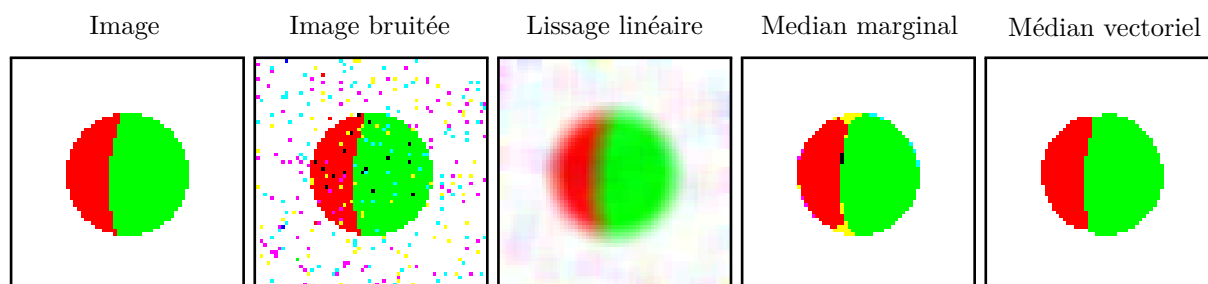 Image
Image bruitée
Lissage linéaire
Median marginal
Médian vectoriel